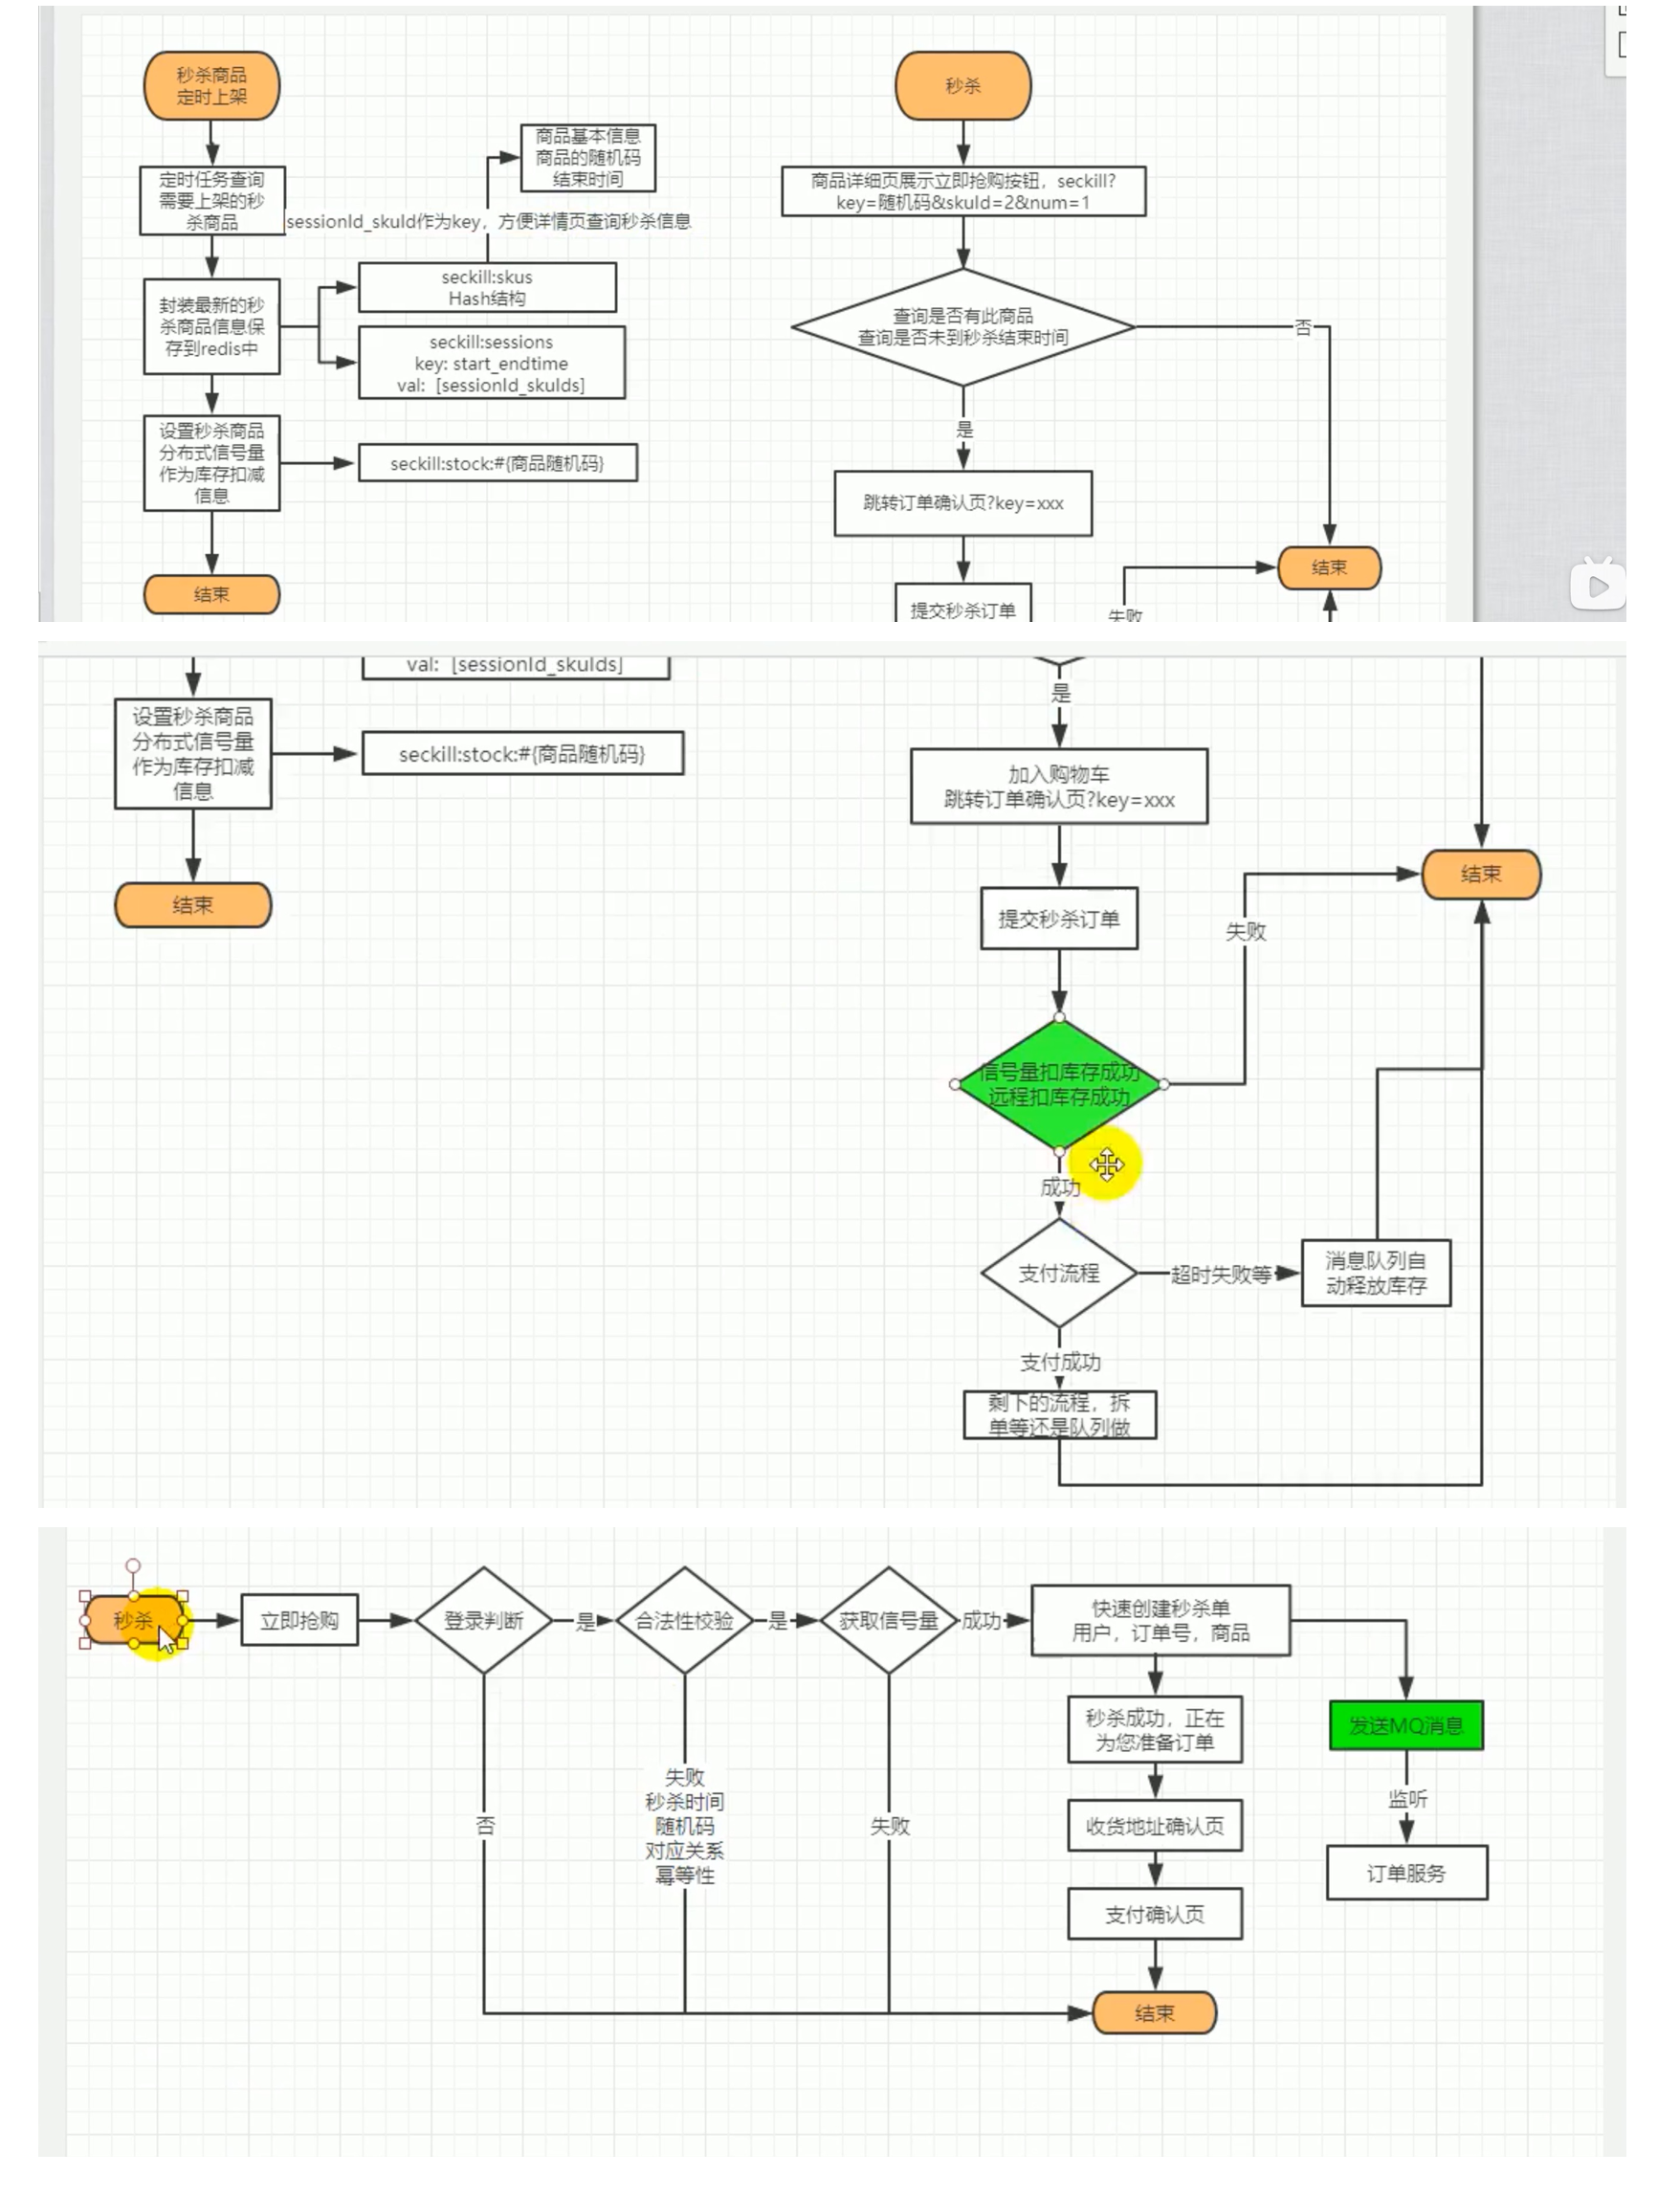 秒杀商品
定时上架
定时任务查询
需要上架的秒
杀商品
商品基本信息
商品的随机码
结束时间
sessionId_skuId作为key，方便详情页查询秒杀信息
封装最新的秒
杀商品信息保
存到redis中
seckill:skus
Hash结构
seckill:sessions
key: start_endtime
val: [sessionId_skuIds]
设置秒杀商品
分布式信号量
作为库存扣减
信息
seckill:stock:#{商品随机码}
结束
秒杀
商品详细页展示立即抢购按钮，seckill?
key=随机码&skuId=2&num=1
查询是否有此商品
查询是否未到秒杀结束时间
否
是
跳转订单确认页?key=xxx
结束
提交秒杀订单
失败
val: [sessionId_skuIds]
设置秒杀商品
分布式信号量
作为库存扣减
信息
seckill:stock:#{商品随机码}
结束
是
加入购物车
跳转订单确认页?key=xxx
结束
提交秒杀订单
失败
信号量扣库存成功
远程扣库存成功
成功
支付流程
超时失败等
消息队列自
动释放库存
支付成功
剩下的流程，拆
单等还是队列做
秒杀
立即抢购
登录判断
是
合法性校验
是
获取信号量
成功
快速创建秒杀单
用户，订单号，商品
否
失败
秒杀时间
随机码
对应关系
幂等性
失败
秒杀成功，正在
为您准备订单
收货地址确认页
支付确认页
结束
发送MQ消息
监听
订单服务